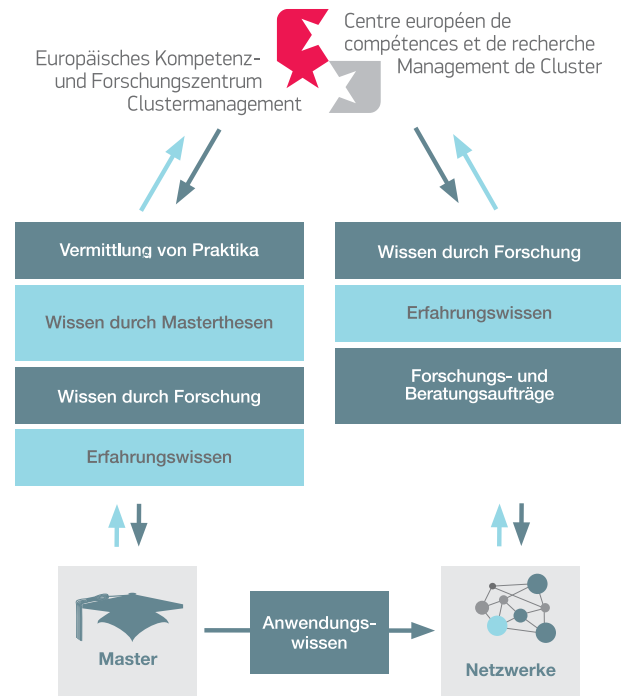 Europäisches Kompetenz-
und Forschungszentrum
Clustermanagement
Centre européen de
compétences et de recherche
Management de Cluster
Vermittlung von Praktika
Wissen durch Masterthesen
Wissen durch Forschung
Erfahrungswissen
Wissen durch Forschung
Erfahrungswissen
Forschungs- und
Beratungsaufträge
Master
Anwendungs-
wissen
Netzwerke